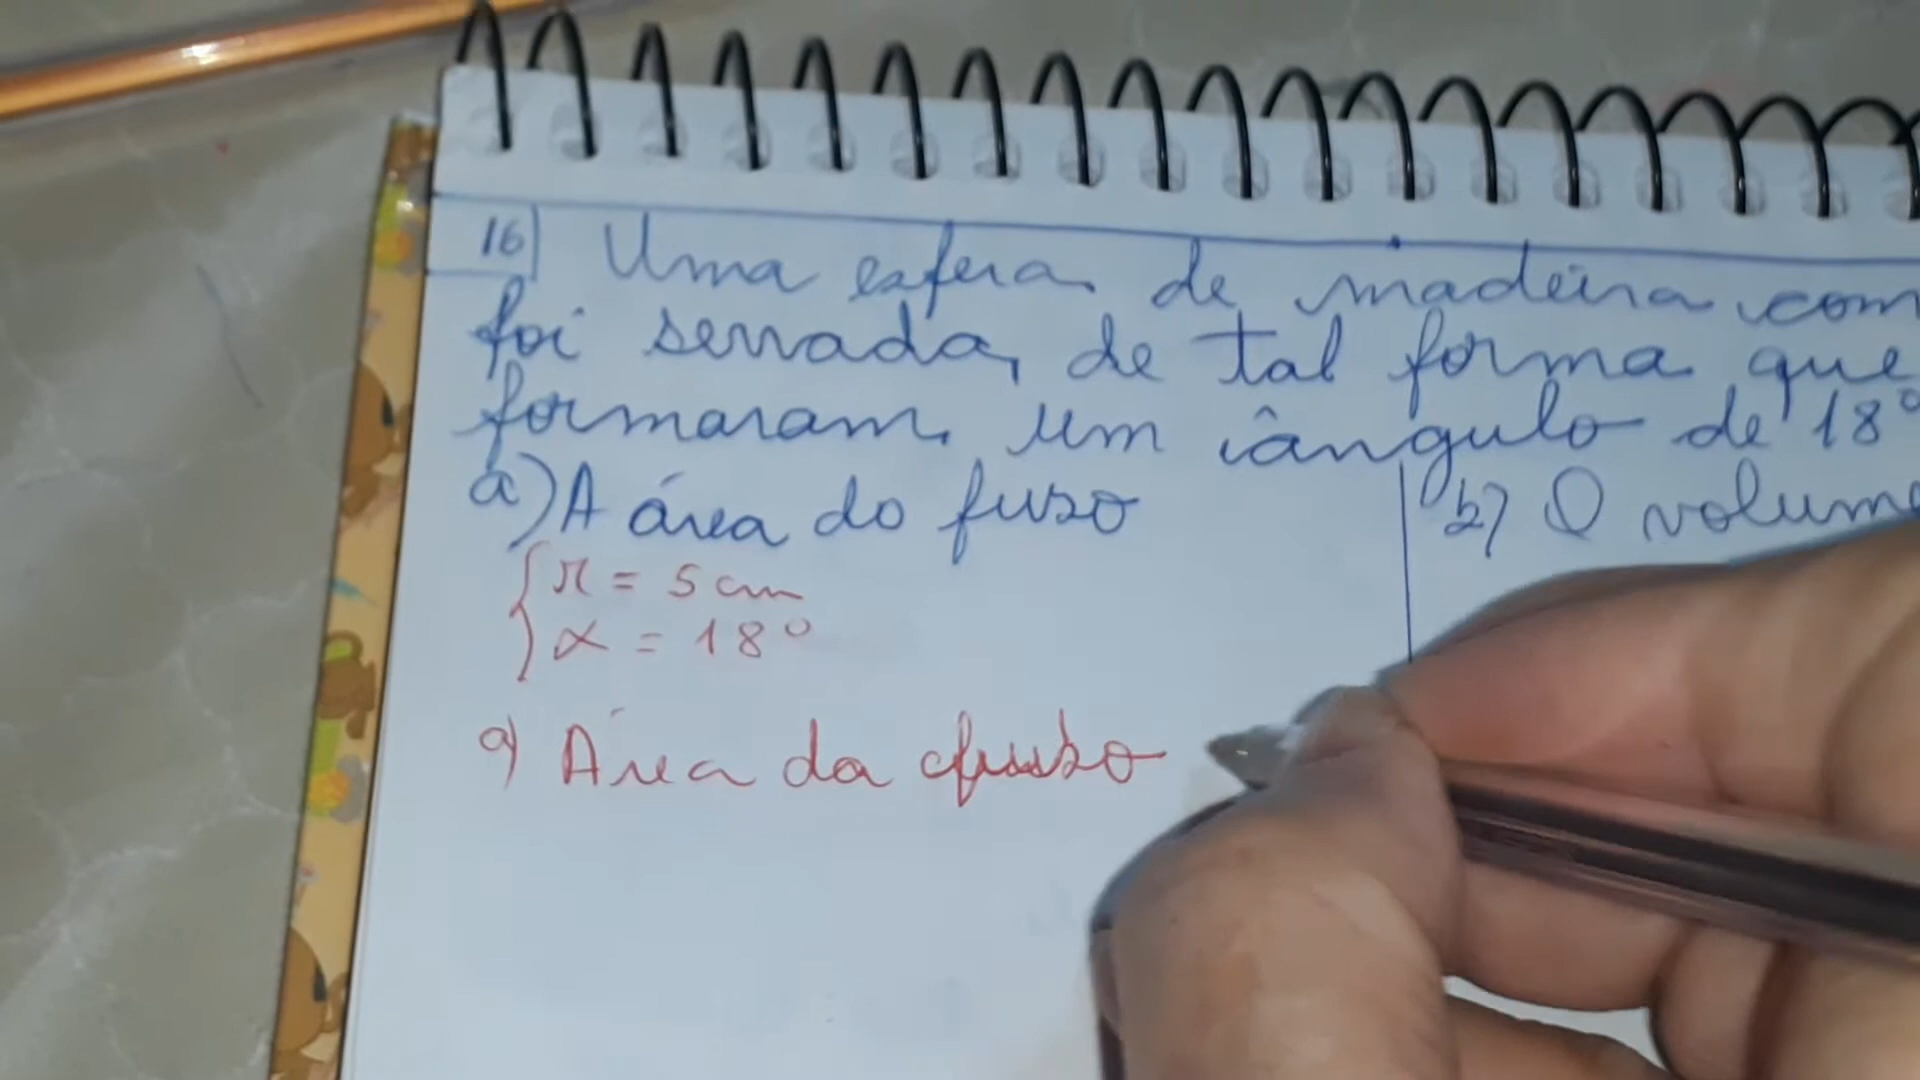 16) Uma esfera de madeira com
foi serrada, de tal forma que
formaram um ângulo de 18°
a) A área do fuso
b) O volume
r = 5 cm
α = 18°
a) Área da fuso